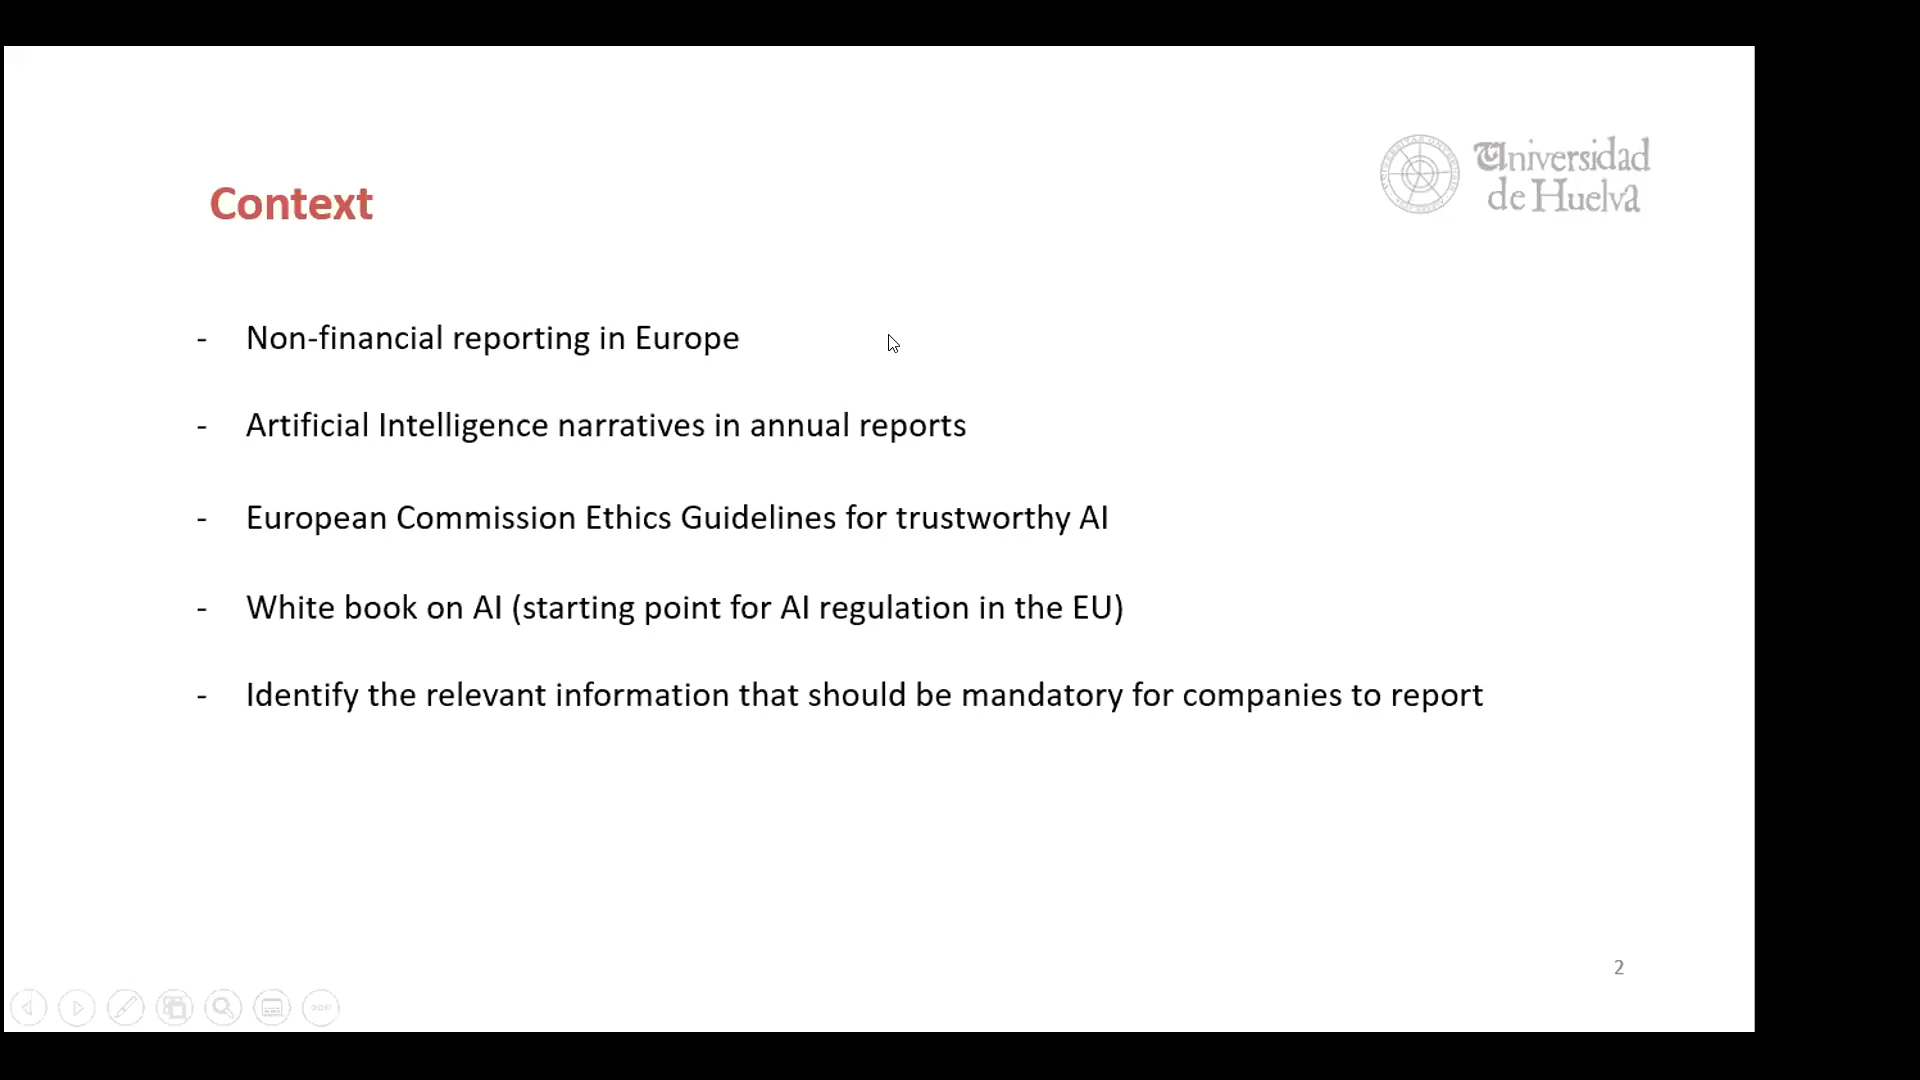 Universidad
de Huelva
Context
- Non-financial reporting in Europe
- Artificial Intelligence narratives in annual reports
- European Commission Ethics Guidelines for trustworthy AI
- White book on AI (starting point for AI regulation in the EU)
- Identify the relevant information that should be mandatory for companies to report
2